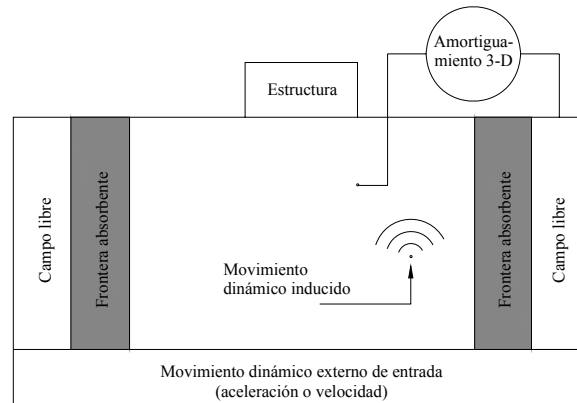 Amortigua-
miento 3-D
Estructura
Campo libre
Frontera absorbente
Movimiento
dinámico inducido
Frontera absorbente
Campo libre
Movimiento dinámico externo de entrada
(aceleración o velocidad)